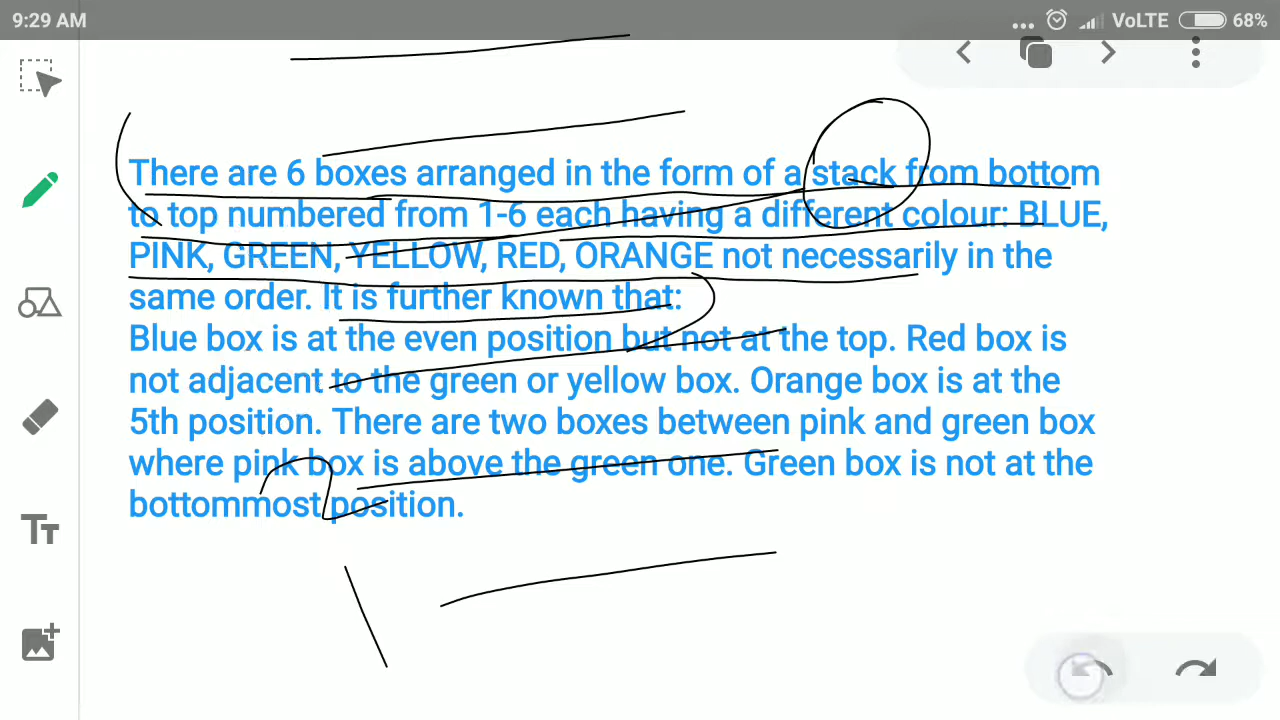 9:29 AM
VoLTE 68%
There are 6 boxes arranged in the form of a stack from bottom
to top numbered from 1-6 each having a different colour: BLUE,
PINK, GREEN, YELLOW, RED, ORANGE not necessarily in the
same order. It is further known that:
Blue box is at the even position but not at the top. Red box is
not adjacent to the green or yellow box. Orange box is at the
5th position. There are two boxes between pink and green box
where pink box is above the green one. Green box is not at the
bottommost position.
2
1
TT